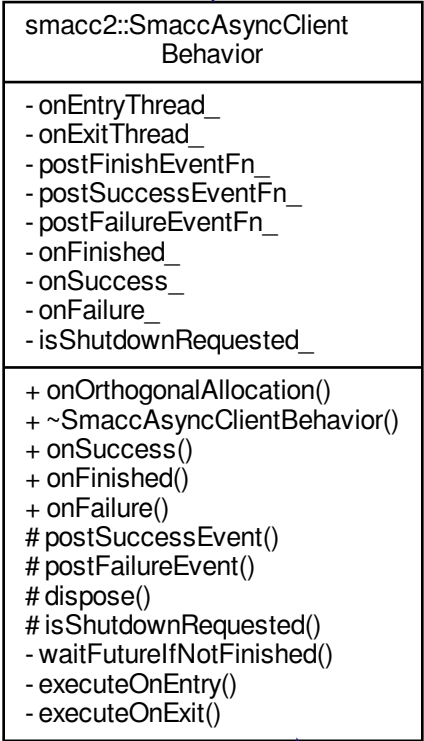 smacc2::SmaccAsyncClient
Behavior
- onEntryThread_
- onExitThread_
- postFinishEventFn_
- postSuccessEventFn_
- postFailureEventFn_
- onFinished_
- onSuccess_
- onFailure_
- isShutdownRequested_
+ onOrthogonalAllocation()
+ ~SmaccAsyncClientBehavior()
+ onSuccess()
+ onFinished()
+ onFailure()
# postSuccessEvent()
# postFailureEvent()
# dispose()
# isShutdownRequested()
- waitFutureIfNotFinished()
- executeOnEntry()
- executeOnExit()